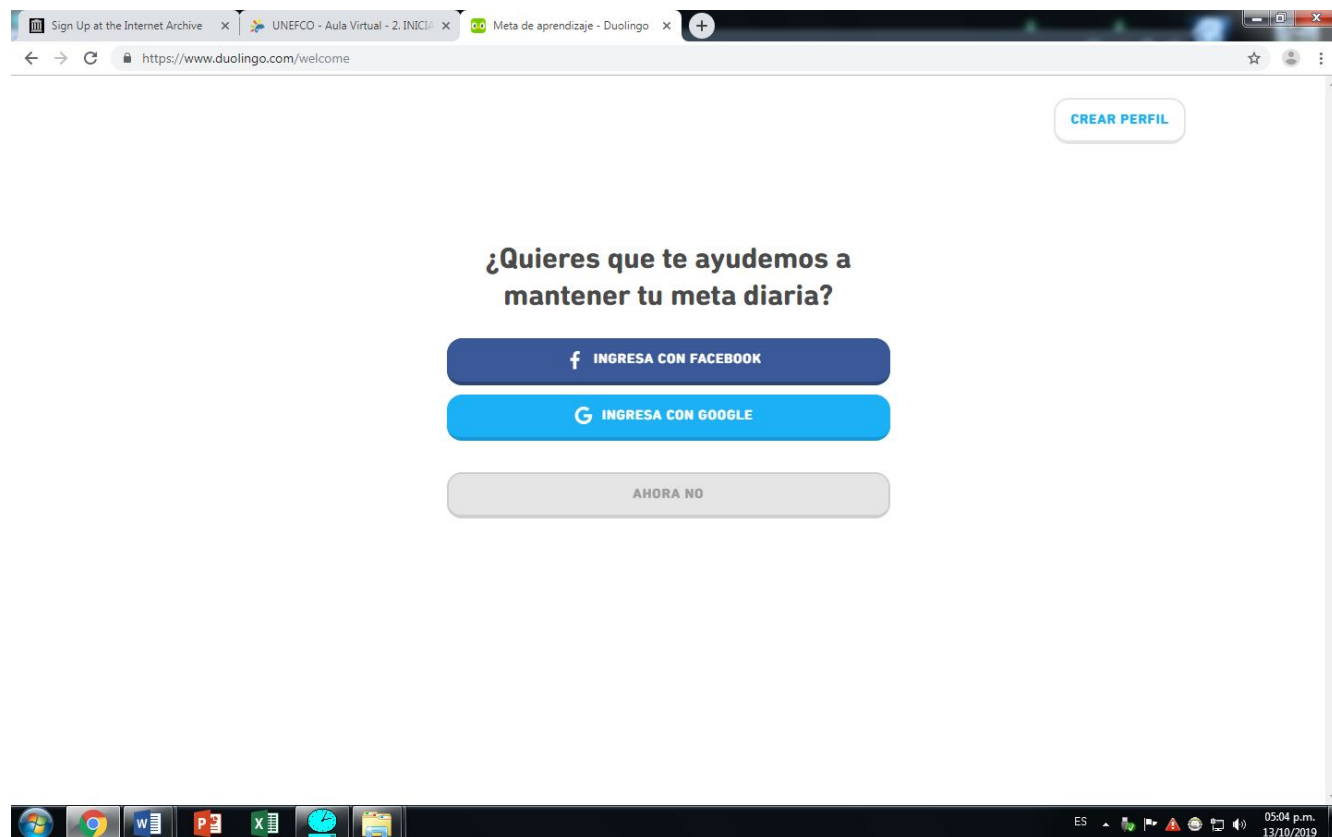 Sign Up at the Internet Archive
UNEFCO - Aula Virtual - 2. INICIA
Meta de aprendizaje - Duolingo
https://www.duolingo.com/welcome
CREAR PERFIL
¿Quieres que te ayudemos a
mantener tu meta diaria?
INGRESA CON FACEBOOK
INGRESA CON GOOGLE
AHORA NO
ES
05:04 p.m.
13/10/2019